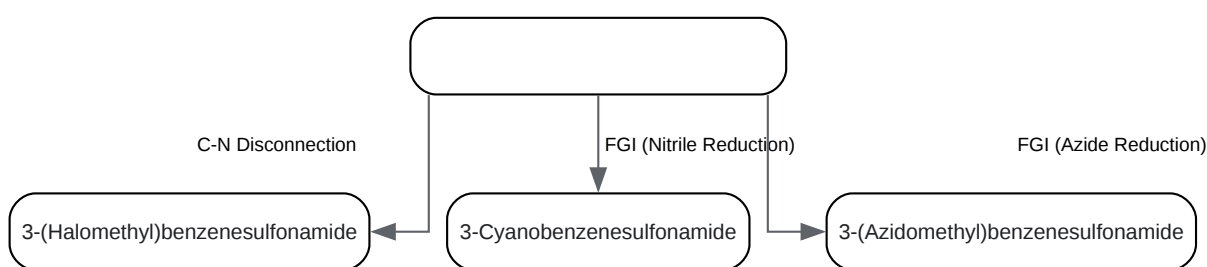 C-N Disconnection
FGI (Nitrile Reduction)
FGI (Azide Reduction)
3-(Halomethyl)benzenesulfonamide
3-Cyanobenzenesulfonamide
3-(Azidomethyl)benzenesulfonamide